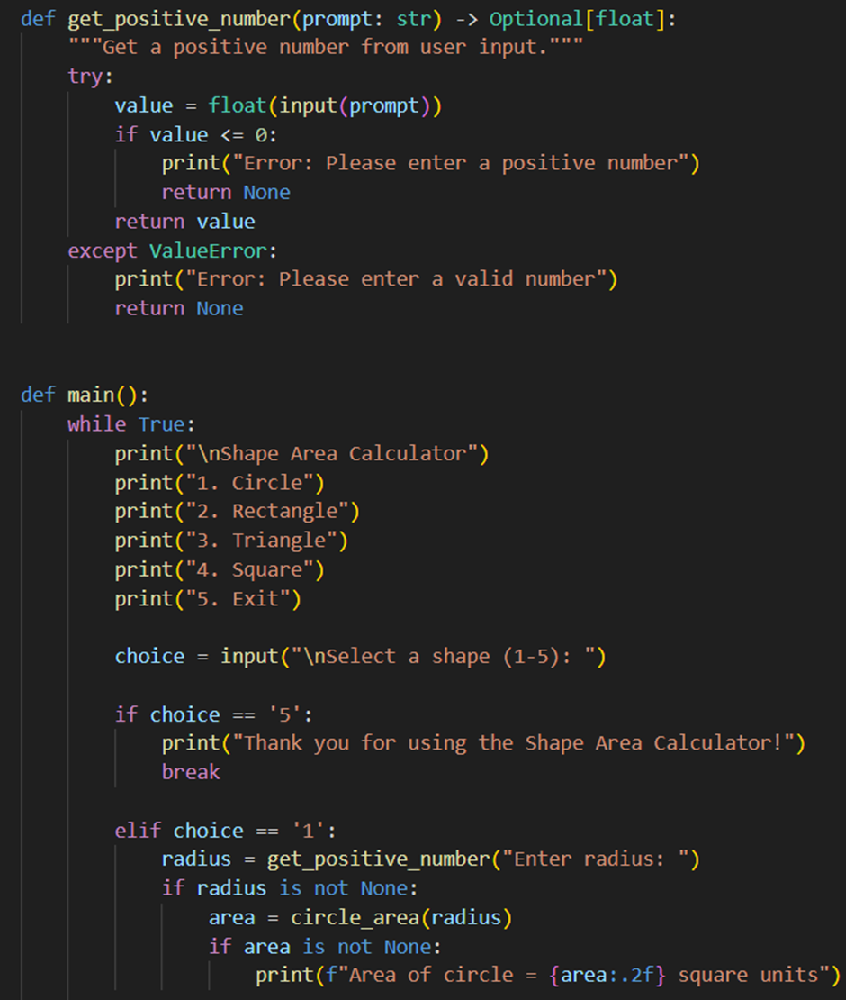 def get_positive_number(prompt: str) -> Optional[float]:
    """Get a positive number from user input."""
    try:
        value = float(input(prompt))
        if value <= 0:
            print("Error: Please enter a positive number")
            return None
        return value
    except ValueError:
        print("Error: Please enter a valid number")
        return None
def main():
    while True:
        print("\nShape Area Calculator")
        print("1. Circle")
        print("2. Rectangle")
        print("3. Triangle")
        print("4. Square")
        print("5. Exit")
        choice = input("\nSelect a shape (1-5): ")
        if choice == '5':
            print("Thank you for using the Shape Area Calculator!")
            break
        elif choice == '1':
            radius = get_positive_number("Enter radius: ")
            if radius is not None:
                area = circle_area(radius)
                if area is not None:
                    print(f"Area of circle = {area:.2f} square units")